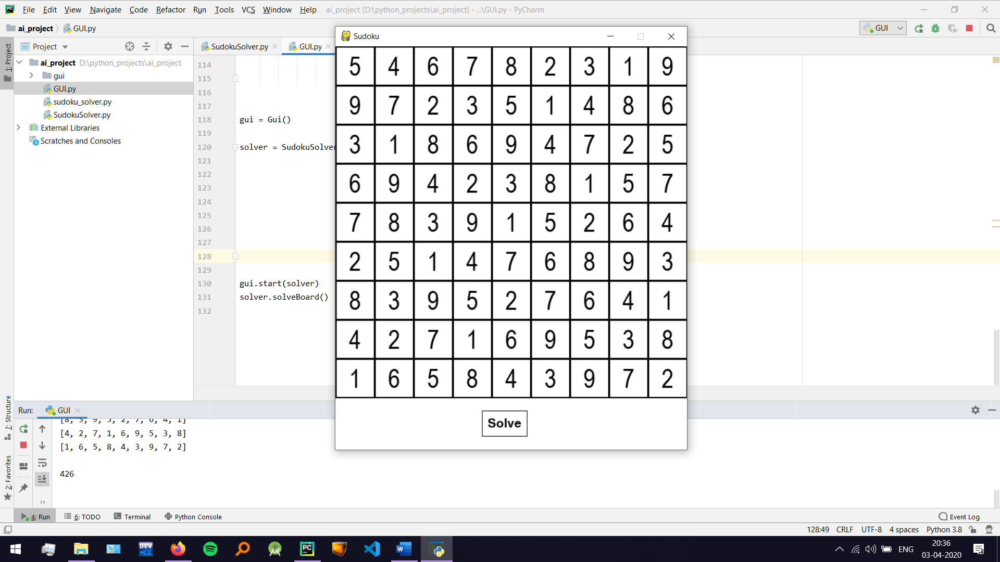 File Edit View Navigate Code Refactor Run Tools VCS Window Help ai_project [D:\python_projects\ai_project] - ...\GUI.py - PyCharm
ai_project GUI.py
GUI
1: Project
Project
SudokuSolver.py
GUI.py
ai_project D:\python_projects\ai_project
gui
GUI.py
sudoku_solver.py
SudokuSolver.py
External Libraries
Scratches and Consoles
114
115
116
117
118 gui = Gui()
119
120 solver = SudokuSolver
121
122
123
124
125
126
127
128
129
130 gui.start(solver)
131 solver.solveBoard()
132
Sudoku
5 4 6 7 8 2 3 1 9
9 7 2 3 5 1 4 8 6
3 1 8 6 9 4 7 2 5
6 9 4 2 3 8 1 5 7
7 8 3 9 1 5 2 6 4
2 5 1 4 7 6 8 9 3
8 3 9 5 2 7 6 4 1
4 2 7 1 6 9 5 3 8
1 6 5 8 4 3 9 7 2
Solve
7: Structure
2: Favorites
Run: GUI
[8, 3, 9, 5, 2, 7, 6, 4, 1]
[4, 2, 7, 1, 6, 9, 5, 3, 8]
[1, 6, 5, 8, 4, 3, 9, 7, 2]
426
4: Run 6: TODO Terminal Python Console Event Log
128:49 CRLF UTF-8 4 spaces Python 3.8
DEV C++ PC W
ENG
20:36
03-04-2020